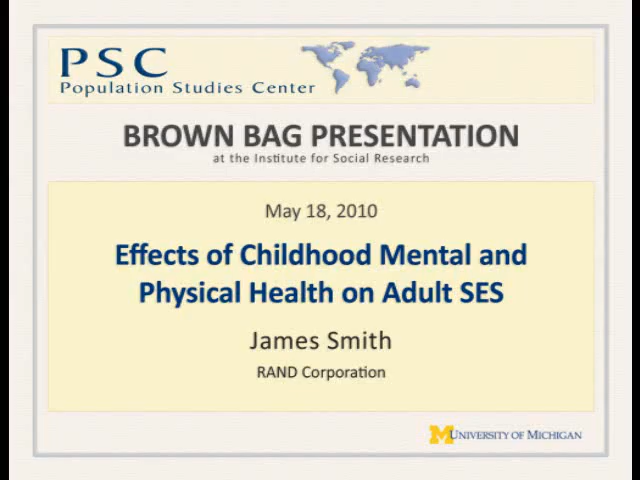 PSC
Population Studies Center
BROWN BAG PRESENTATION
at the Institute for Social Research
May 18, 2010
Effects of Childhood Mental and
Physical Health on Adult SES
James Smith
RAND Corporation
M UNIVERSITY OF MICHIGAN